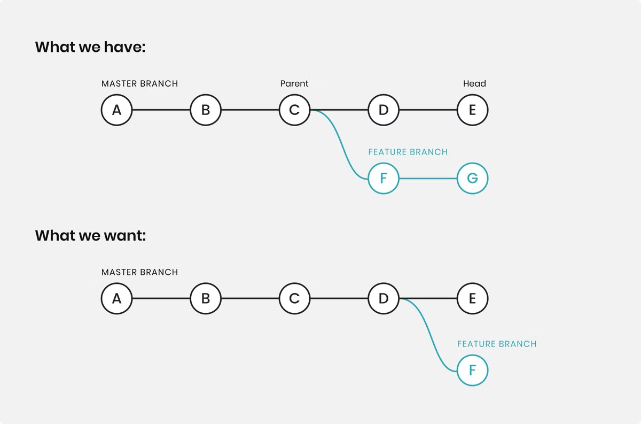 What we have:
MASTER BRANCH Parent Head
A B C D E
FEATURE BRANCH
F G
What we want:
MASTER BRANCH
A B C D E
FEATURE BRANCH
F